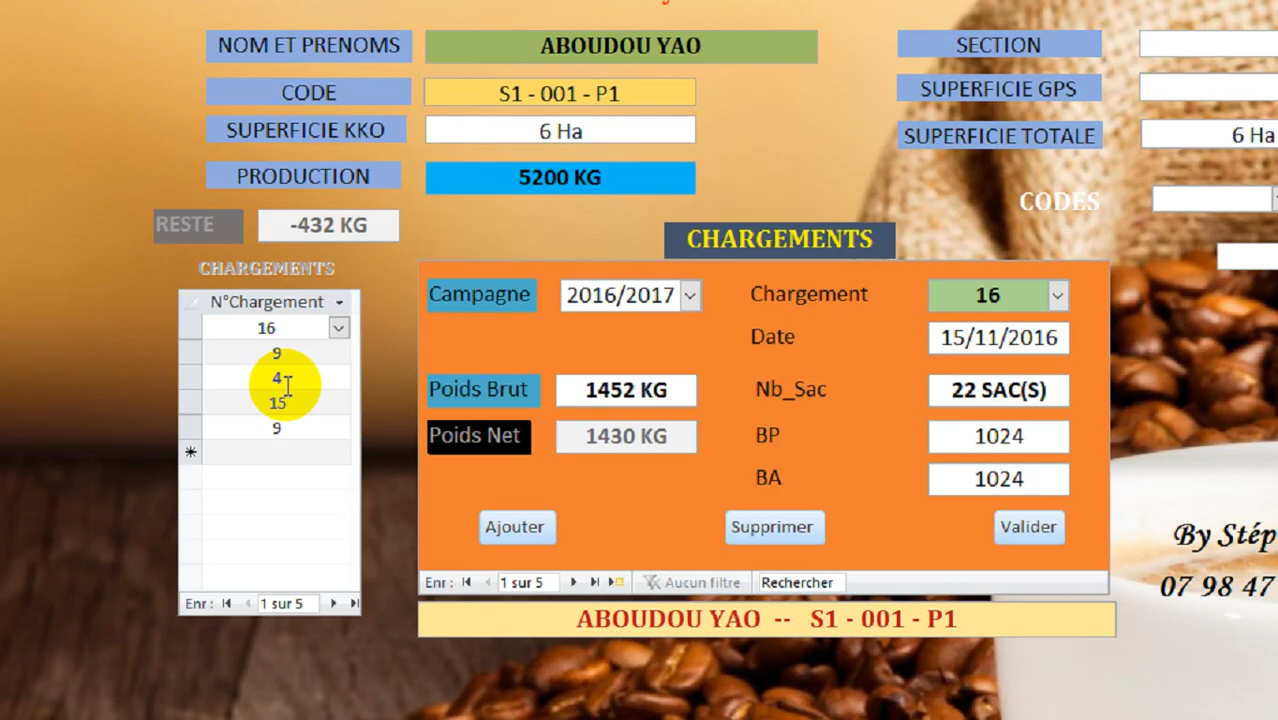 NOM ET PRENOMS ABOUDOU YAO SECTION
CODE S1 - 001 - P1 SUPERFICIE GPS
SUPERFICIE KKO 6 Ha SUPERFICIE TOTALE 6 Ha
PRODUCTION 5200 KG
CODES
RESTE -432 KG
CHARGEMENTS
CHARGEMENTS
N°Chargement
16
9
4
15
9
Enr : 1 sur 5
Campagne 2016/2017 Chargement 16
Date 15/11/2016
Poids Brut 1452 KG Nb_Sac 22 SAC(S)
Poids Net 1430 KG BP 1024
BA 1024
Ajouter Supprimer Valider
Enr : 1 sur 5 Aucun filtre Rechercher
ABOUDOU YAO -- S1 - 001 - P1
By Stép
07 98 47